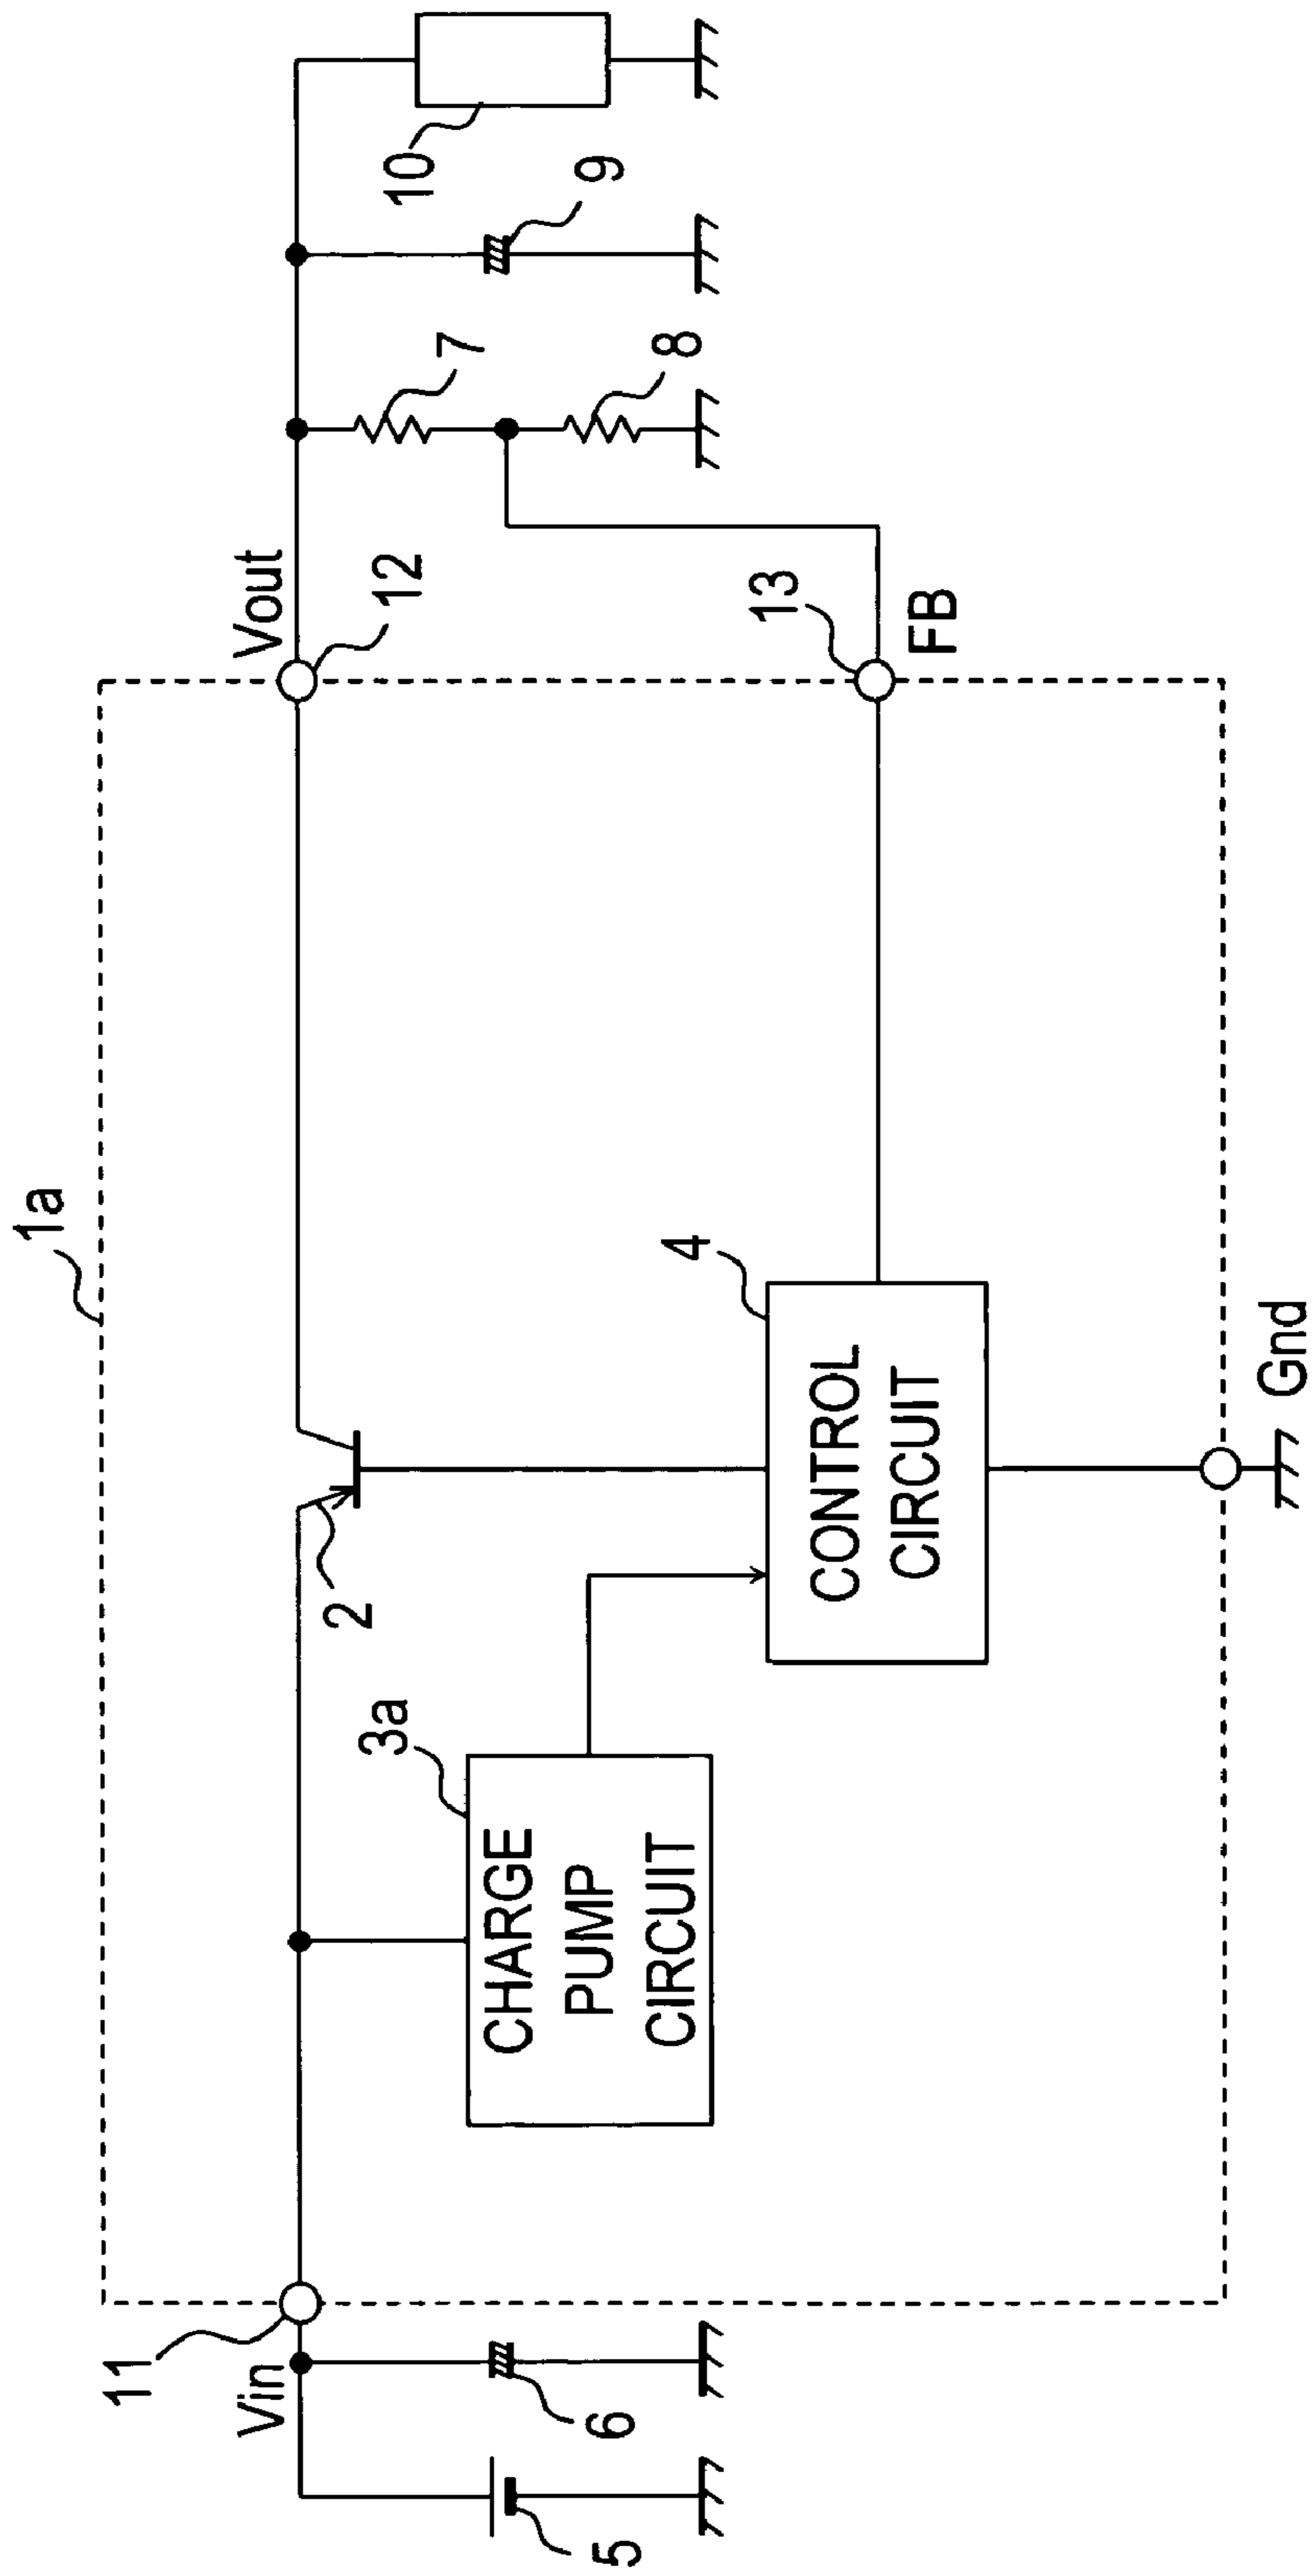 1a
Vin
11
Vout
12
2
3a
CHARGE
PUMP
CIRCUIT
4
CONTROL
CIRCUIT
13
FB
Gnd
5
6
7
8
9
10